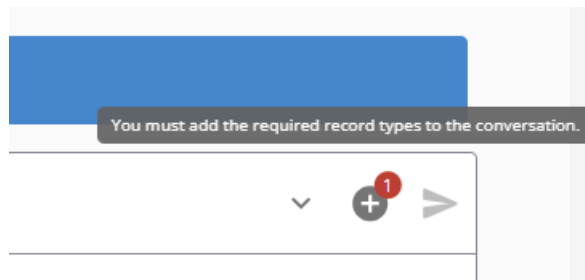 You must add the required record types to the conversation.
1